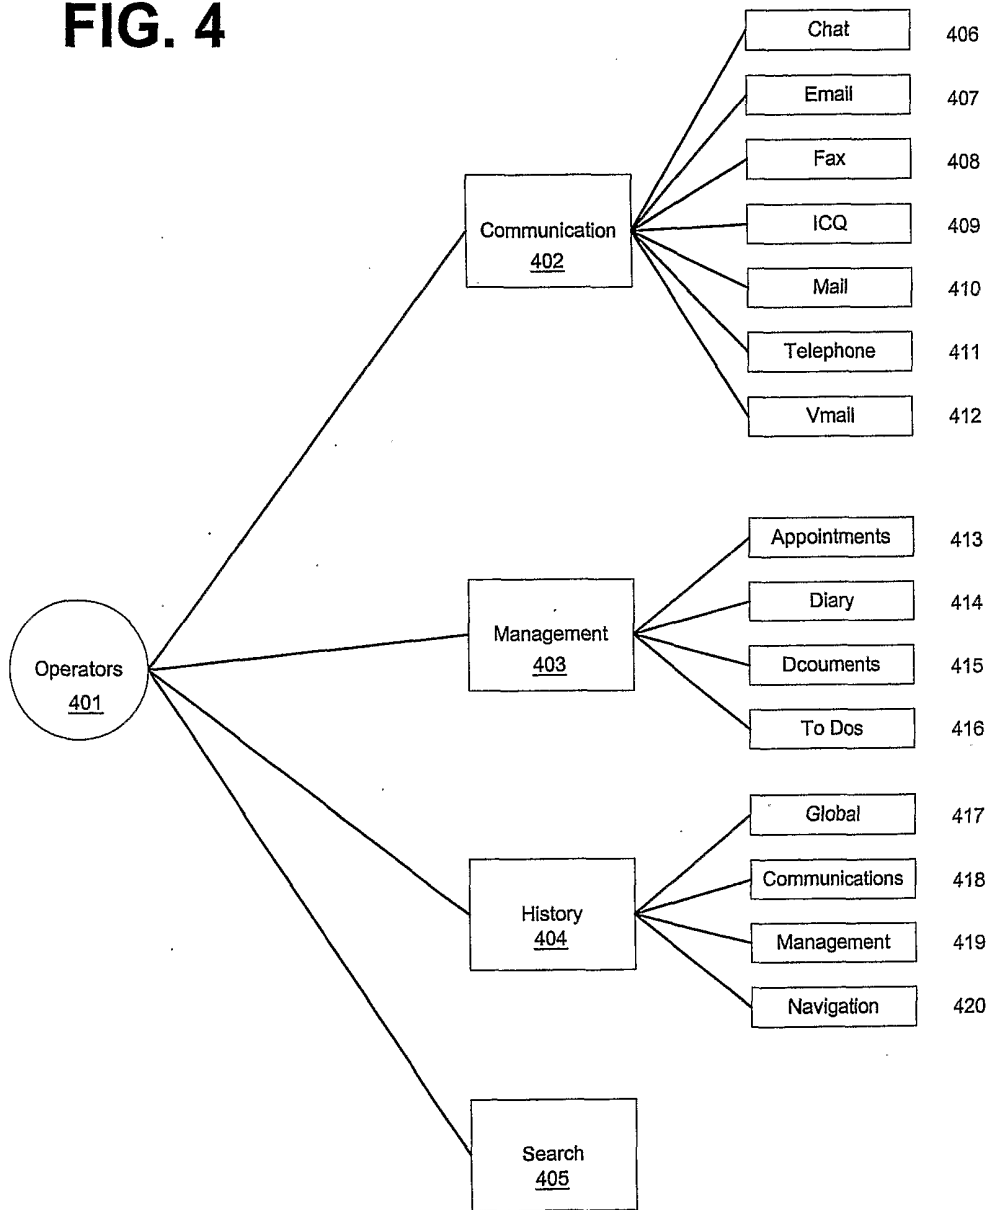 FIG. 4
Chat 406
Email 407
Fax 408
Communication
402
ICQ 409
Mail 410
Telephone 411
Vmail 412
Appointments 413
Diary 414
Management
403
Dcouments 415
To Dos 416
Operators
401
Global 417
Communications 418
History
404
Management 419
Navigation 420
Search
405